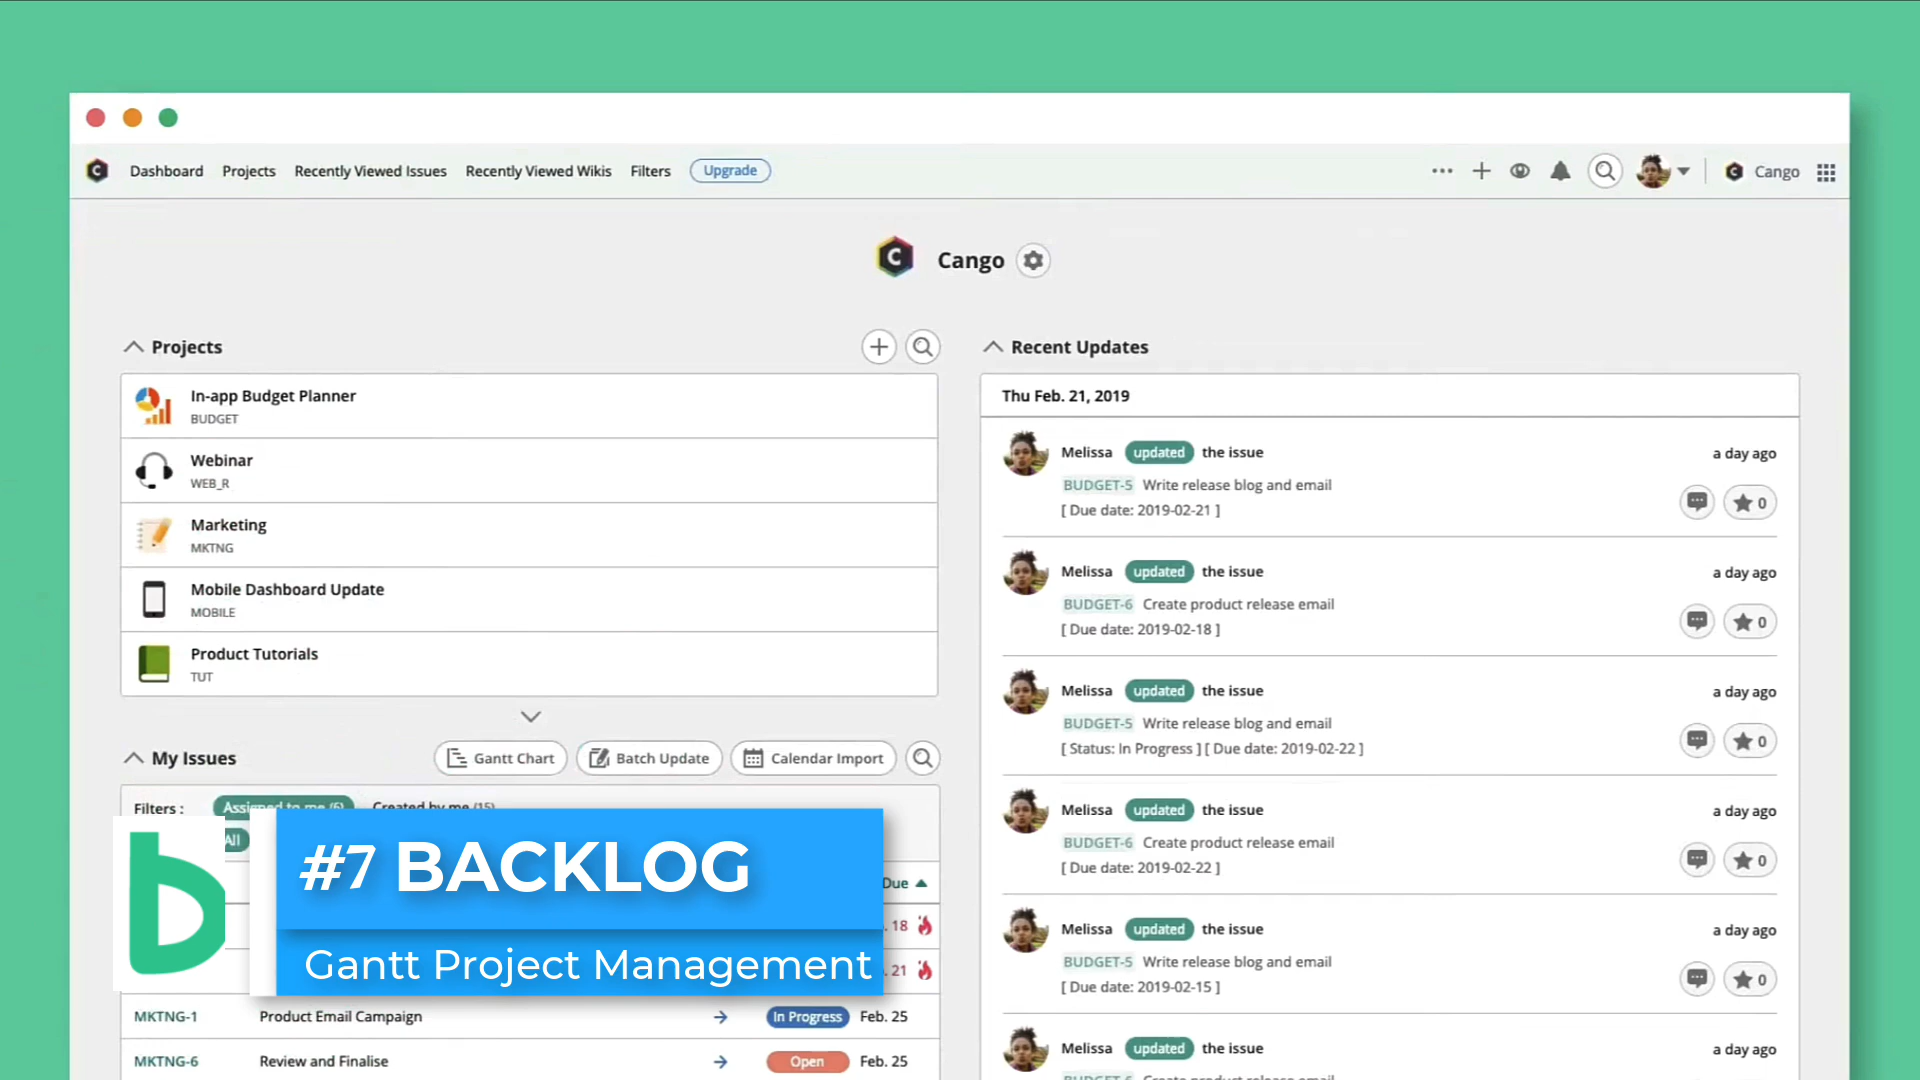 Dashboard Projects Recently Viewed Issues Recently Viewed Wikis Filters Upgrade
Cango
C Cango
Projects
In-app Budget Planner
BUDGET
Webinar
WEB_R
Marketing
MKTNG
Mobile Dashboard Update
MOBILE
Product Tutorials
TUT
My Issues Gantt Chart Batch Update Calendar Import
Filters : Assigned to me (6) Created by me (15)
All
Due
. 18
. 21
MKTNG-1 Product Email Campaign In Progress Feb. 25
MKTNG-6 Review and Finalise Open Feb. 25
#7 BACKLOG
Gantt Project Management
Recent Updates
Thu Feb. 21, 2019
Melissa updated the issue a day ago
BUDGET-5 Write release blog and email
[ Due date: 2019-02-21 ] 0
Melissa updated the issue a day ago
BUDGET-6 Create product release email
[ Due date: 2019-02-18 ] 0
Melissa updated the issue a day ago
BUDGET-5 Write release blog and email
[ Status: In Progress ] [ Due date: 2019-02-22 ] 0
Melissa updated the issue a day ago
BUDGET-6 Create product release email
[ Due date: 2019-02-22 ] 0
Melissa updated the issue a day ago
BUDGET-5 Write release blog and email
[ Due date: 2019-02-15 ] 0
Melissa updated the issue a day ago